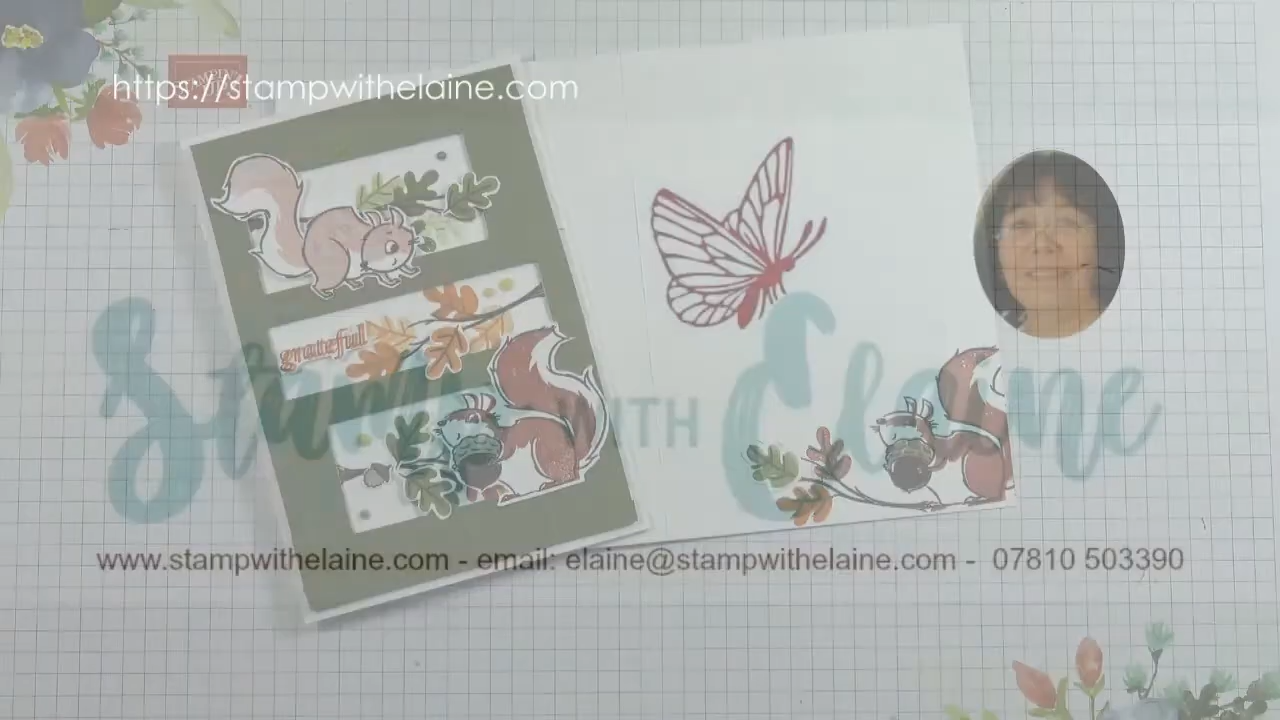 https://stampwithelaine.com
grateful
Stamp WITH Elaine
www.stampwithelaine.com - email: elaine@stampwithelaine.com - 07810 503390